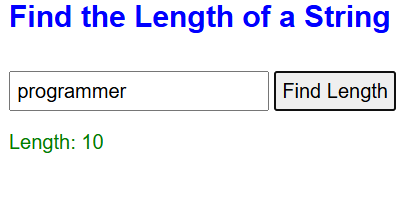 Find the Length of a String
programmer Find Length
Length: 10